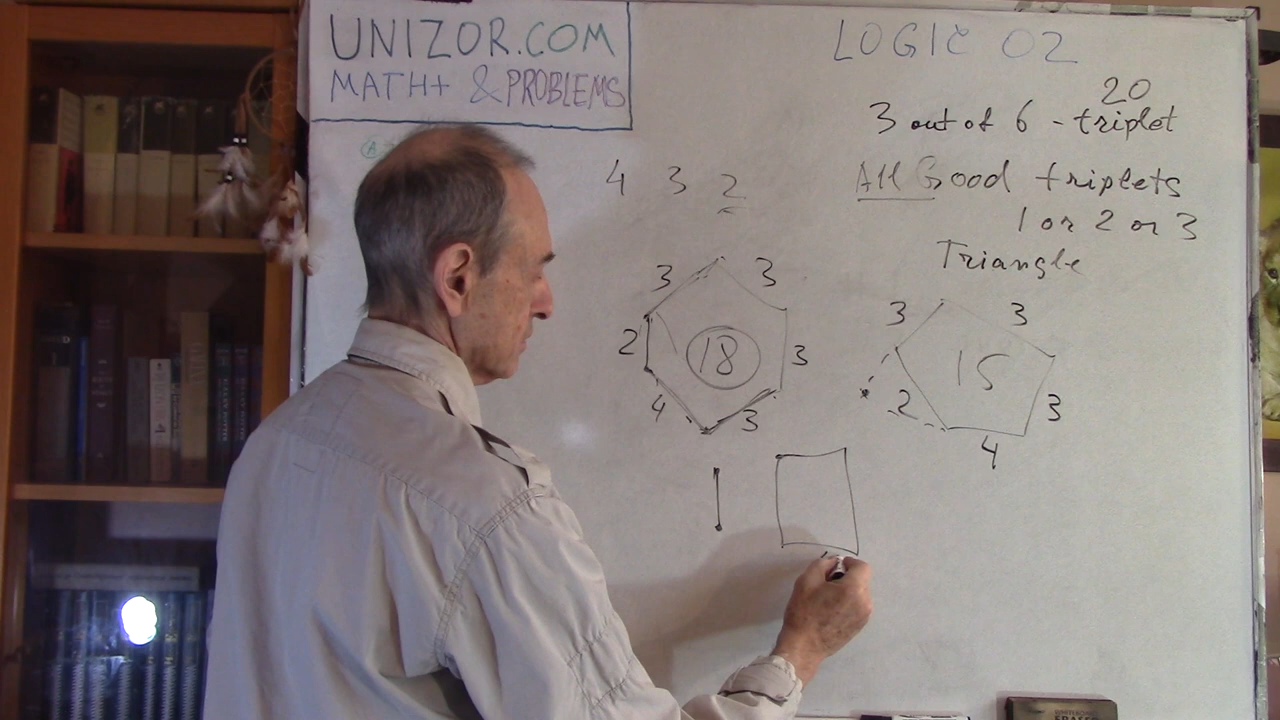 UNIZOR.COM
MATH+ & PROBLEMS
LOGIC 02
20
3 out of 6 - triplet
All Good triplets
1 or 2 or 3
Triangle
4 3 2
3 3
2 18 3
4 3
3 3
15
2 3
4